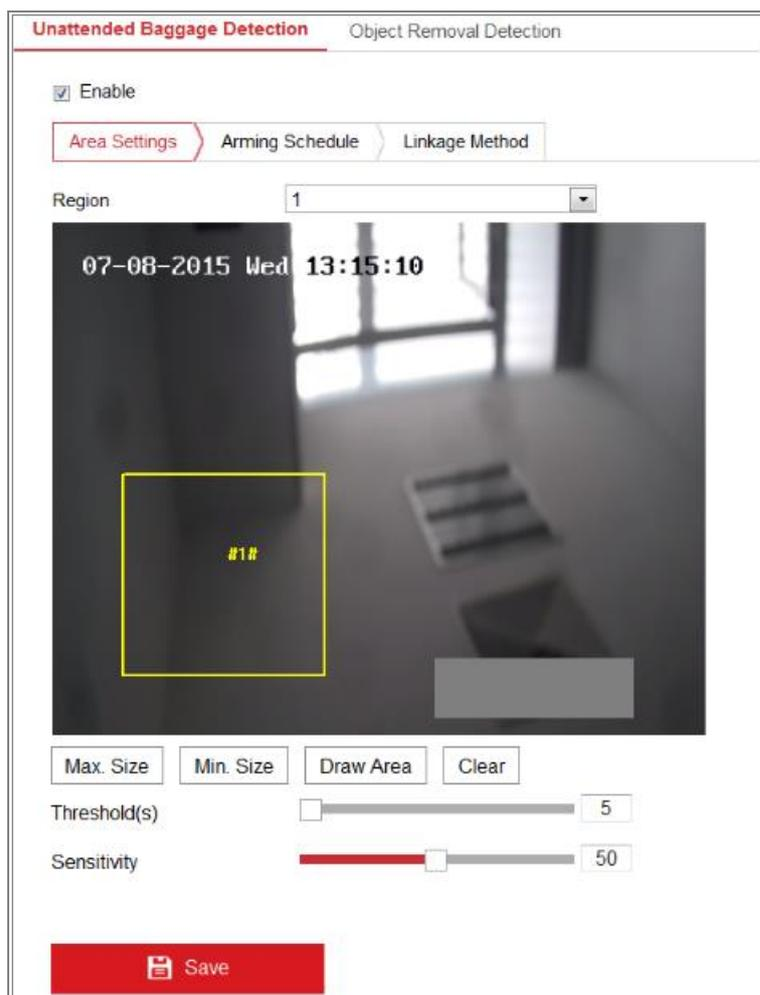 Unattended Baggage Detection Object Removal Detection
Enable
Area Settings Arming Schedule Linkage Method
Region 1
07-08-2015 Wed 13:15:10
#1#
Max. Size Min. Size Draw Area Clear
Threshold(s) 5
Sensitivity 50
Save